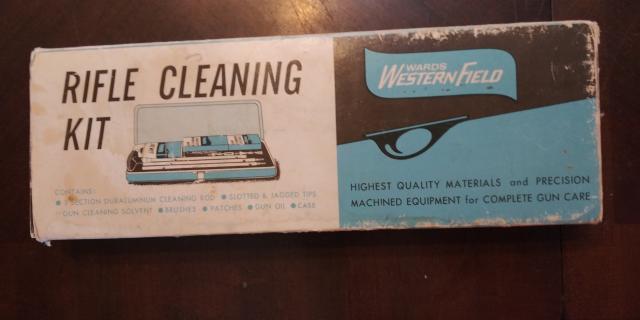 RIFLE CLEANING
KIT
CONTAINS:
● 3 SECTION DURALUMINUM CLEANING ROD ● SLOTTED & JAGGED TIPS
GUN CLEANING SOLVENT ● BRUSHES ● PATCHES ● GUN OIL ● CASE
WARDS
WESTERN FIELD
HIGHEST QUALITY MATERIALS and PRECISION
MACHINED EQUIPMENT for COMPLETE GUN CARE